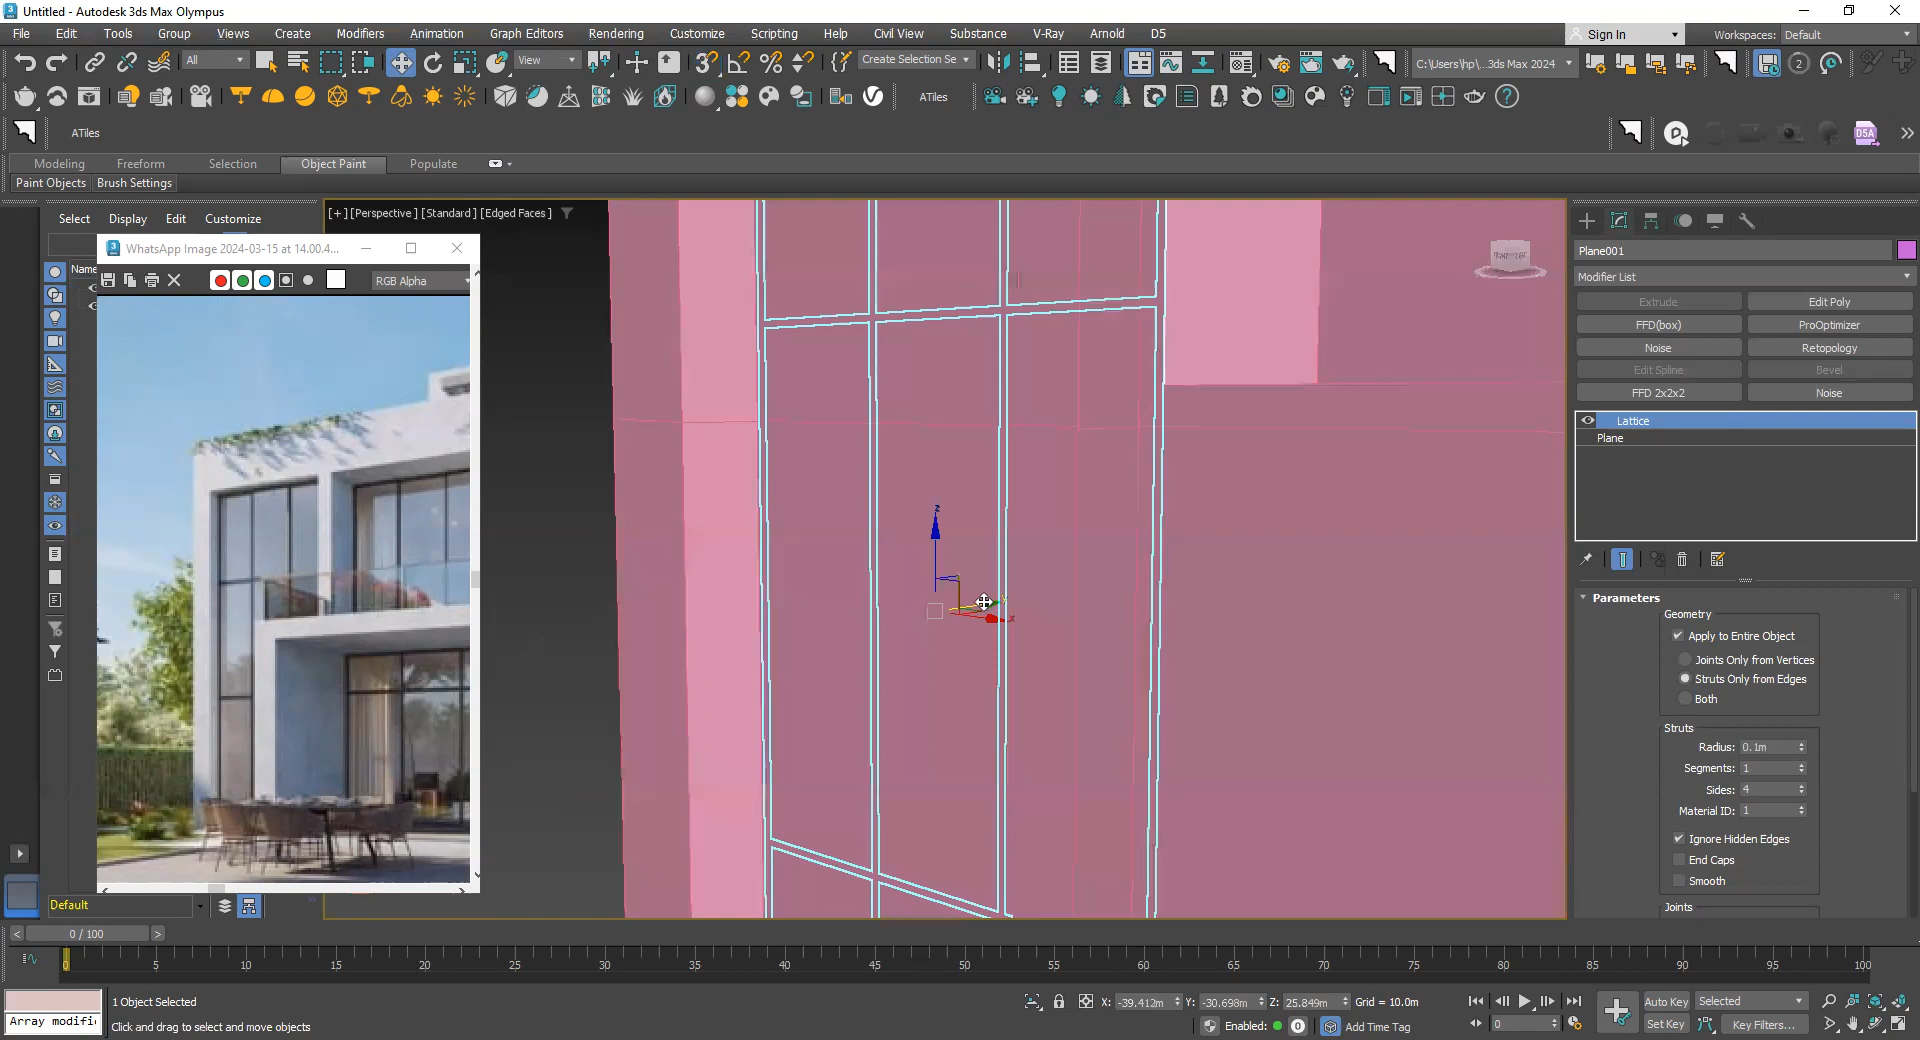 Untitled - Autodesk 3ds Max Olympus
File Edit Tools Group Views Create Modifiers Animation Graph Editors Rendering Customize Scripting Help Civil View Substance V-Ray Arnold D5
Sign In
Workspaces: Default
All
View
Create Selection Se
C:\Users\hp\...3ds Max 2024
2
ATiles
ATiles
D5A
Modeling Freeform Selection Object Paint Populate
Paint Objects Brush Settings
Select Display Edit Customize
[+] [Perspective ] [Standard ] [Edged Faces ]
WhatsApp Image 2024-03-15 at 14.00.4...
Name
RGB Alpha
z
y
x
Plane001
Modifier List
Extrude Edit Poly
FFD(box) ProOptimizer
Noise Retopology
Edit Spline Bevel
FFD 2x2x2 Noise
Lattice
Plane
Parameters
Geometry
Apply to Entire Object
Joints Only from Vertices
Struts Only from Edges
Both
Struts
Radius: 0.1m
Segments: 1
Sides: 4
Material ID: 1
Ignore Hidden Edges
End Caps
Smooth
Joints
Default
0 / 100
0 5 10 15 20 25 30 35 40 45 50 55 60 65 70 75 80 85 90 95 100
1 Object Selected
X: -39.412m Y: -30.698m Z: 25.849m Grid = 10.0m
Auto Key Selected
Array modifi
Click and drag to select and move objects
Enabled: 0 Add Time Tag
0
Set Key Key Filters...